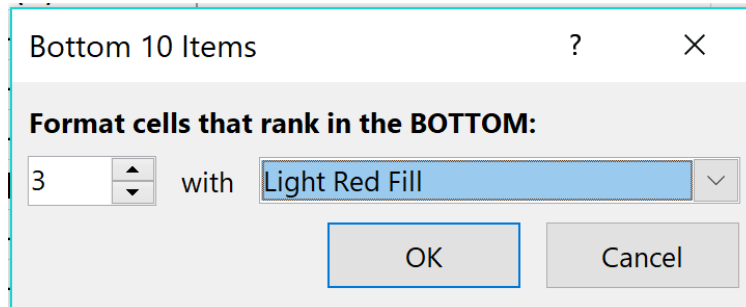 Bottom 10 Items ?
Format cells that rank in the BOTTOM:
3 with Light Red Fill
OK Cancel